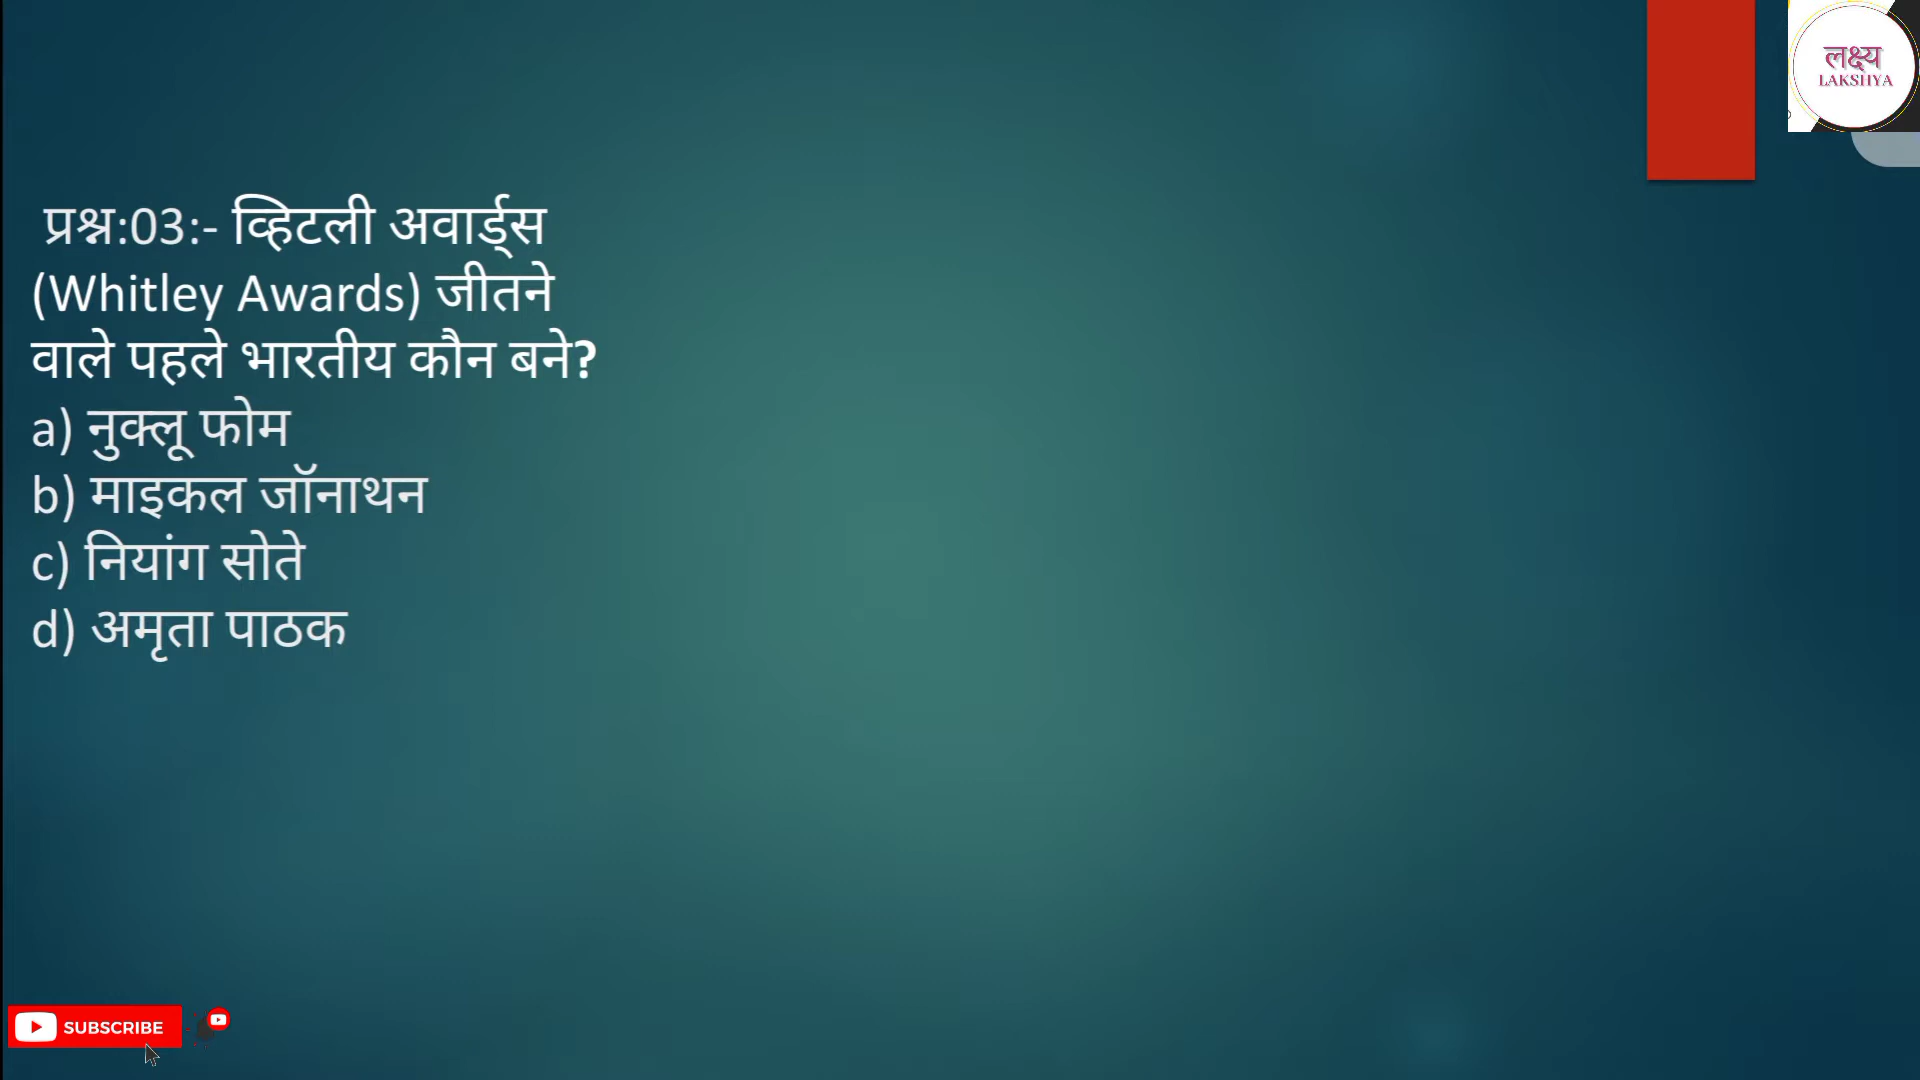 लक्ष्य
LAKSHYA
प्रश्न:03:- व्हिटली अवार्ड्स
(Whitley Awards) जीतने
वाले पहले भारतीय कौन बने?
a) नुक्लू फोम
b) माइकल जॉनाथन
c) नियांग सोते
d) अमृता पाठक
SUBSCRIBE